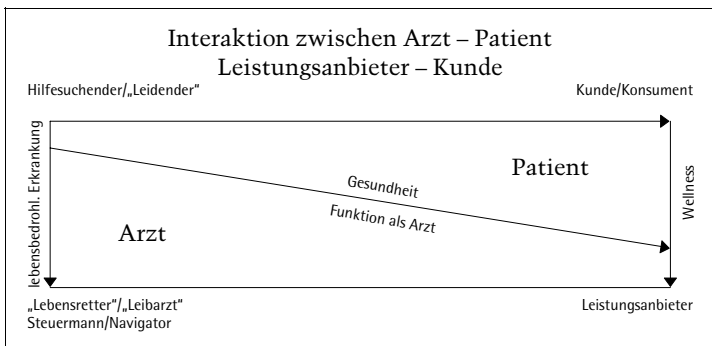 Interaktion zwischen Arzt – Patient
Leistungsanbieter – Kunde
Hilfesuchender/„Leidender“
Kunde/Konsument
lebensbedrohl. Erkrankung
Patient
Gesundheit
Funktion als Arzt
Wellness
Arzt
„Lebensretter“/„Leibarzt“
Steuermann/Navigator
Leistungsanbieter